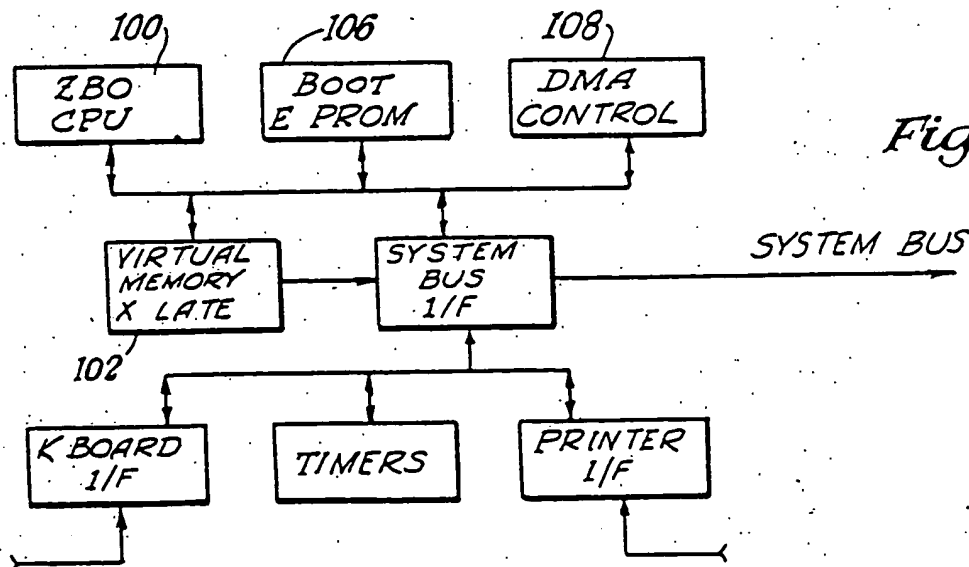 100
106
108
ZBO
CPU
BOOT
E PROM
DMA
CONTROL
Fig
VIRTUAL
MEMORY
X LATE
SYSTEM
BUS
I/F
SYSTEM BUS
102
K BOARD
I/F
TIMERS
PRINTER
I/F